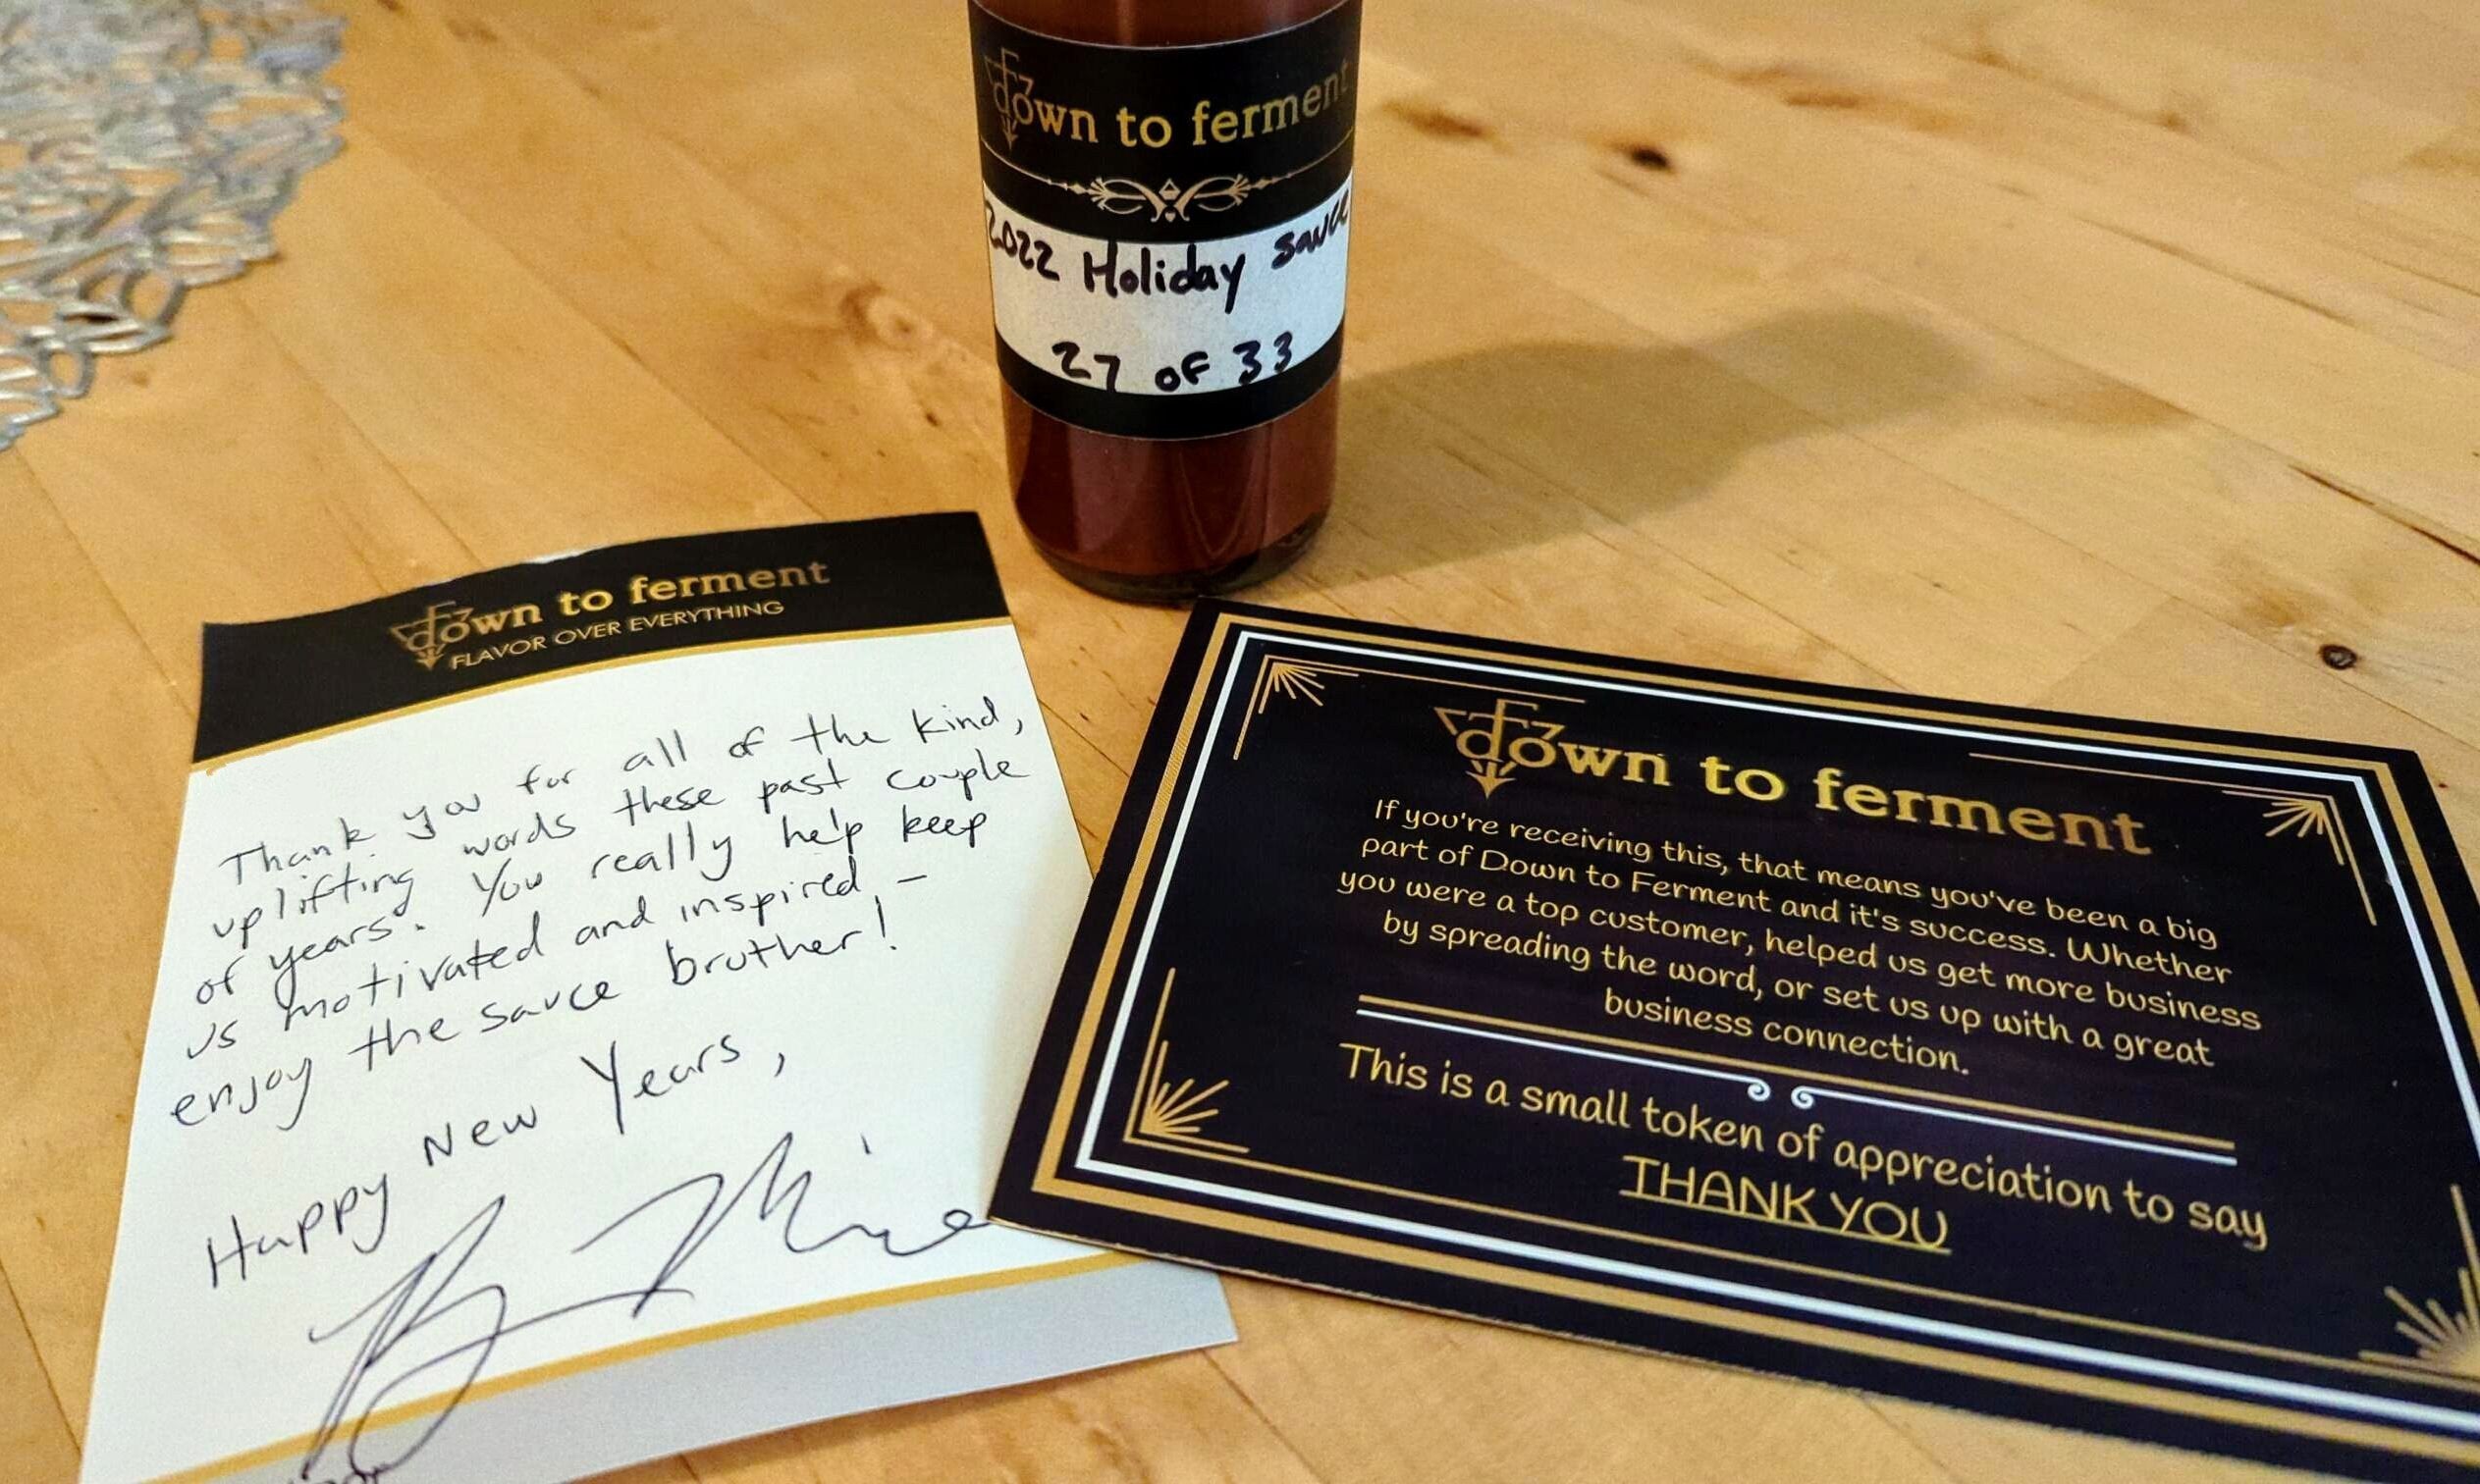 down to ferment
2022 Holiday sauce
27 of 33
down to ferment
FLAVOR OVER EVERYTHING
Thank you for all of the kind,
uplifting words these past couple
of years. You really help keep
us motivated and inspired -
enjoy the sauce brother!
Happy New Years,
down to ferment
If you're receiving this, that means you've been a big
part of Down to Ferment and it's success. Whether
you were a top customer, helped us get more business
by spreading the word, or set us up with a great
business connection.
This is a small token of appreciation to say
THANK YOU